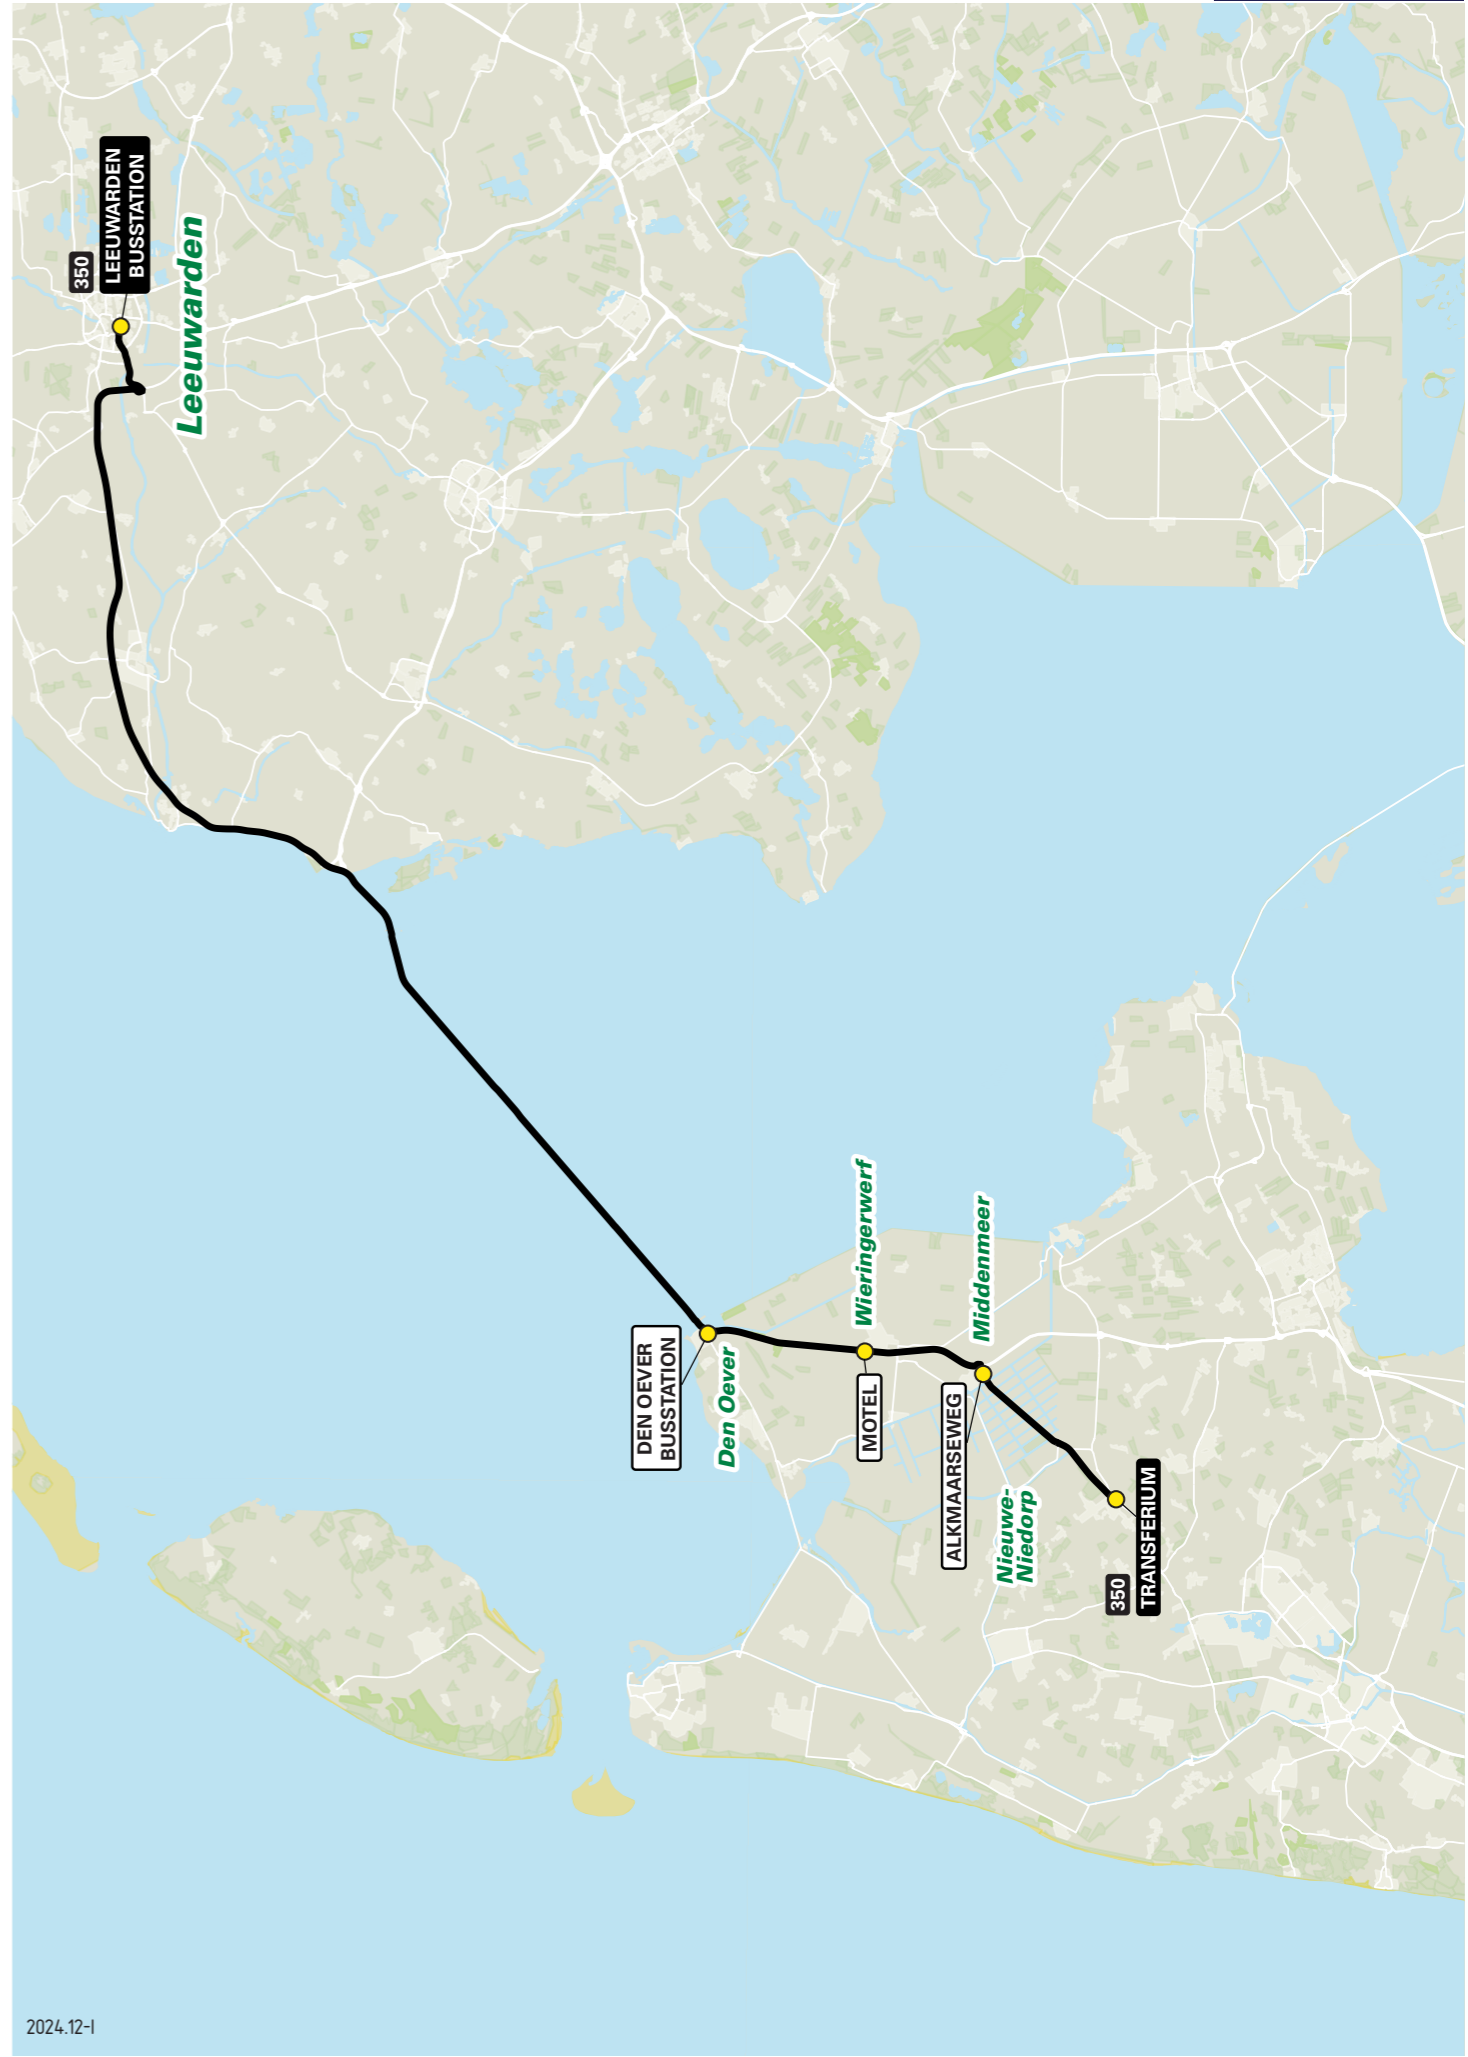 350
LEEUWARDEN
BUSSTATION
Leeuwarden
DEN OEVER
BUSSTATION
Den Oever
Wieringerwerf
MOTEL
Middenmeer
ALKMAARSEWEG
Nieuwe-
Niedorp
350
TRANSFERIUM
2024.12-I